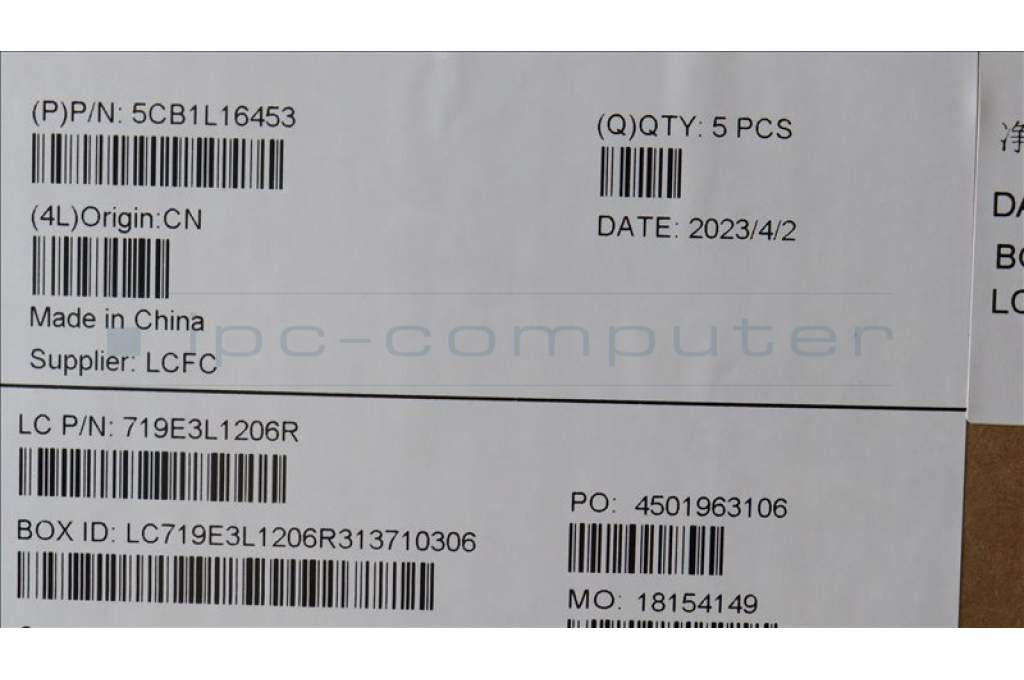 (P)P/N: 5CB1L16453
(Q)QTY: 5 PCS
(4L)Origin:CN
DATE: 2023/4/2
Made in China
Supplier: LCFC
ipc-computer
LC P/N: 719E3L1206R
PO: 4501963106
BOX ID: LC719E3L1206R313710306
MO: 18154149
净
DA
BO
LC